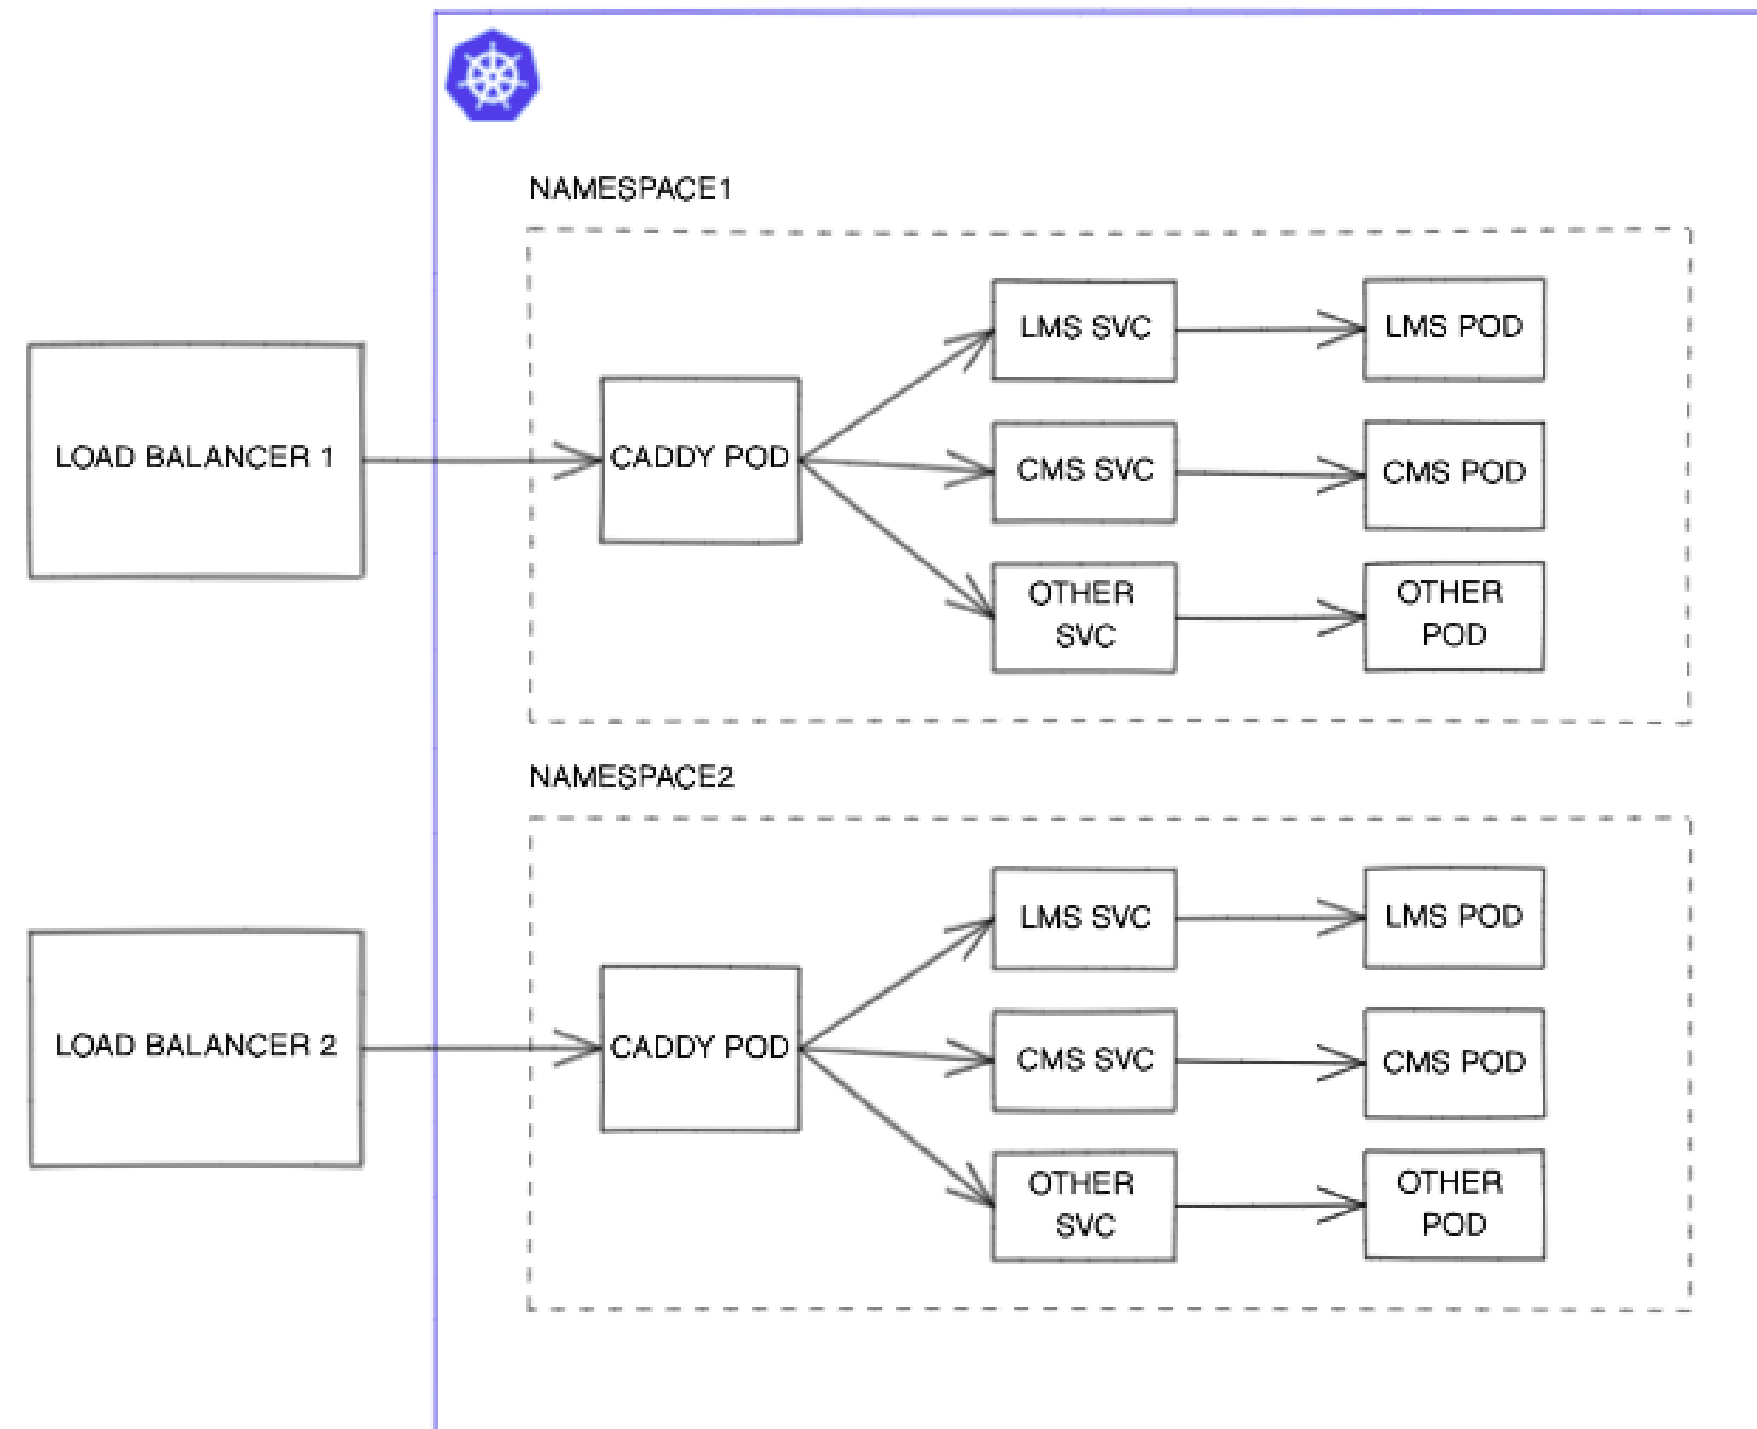 NAMESPACE1
LOAD BALANCER 1
CADDY POD
LMS SVC
LMS POD
CMS SVC
CMS POD
OTHER
SVC
OTHER
POD
NAMESPACE2
LOAD BALANCER 2
CADDY POD
LMS SVC
LMS POD
CMS SVC
CMS POD
OTHER
SVC
OTHER
POD